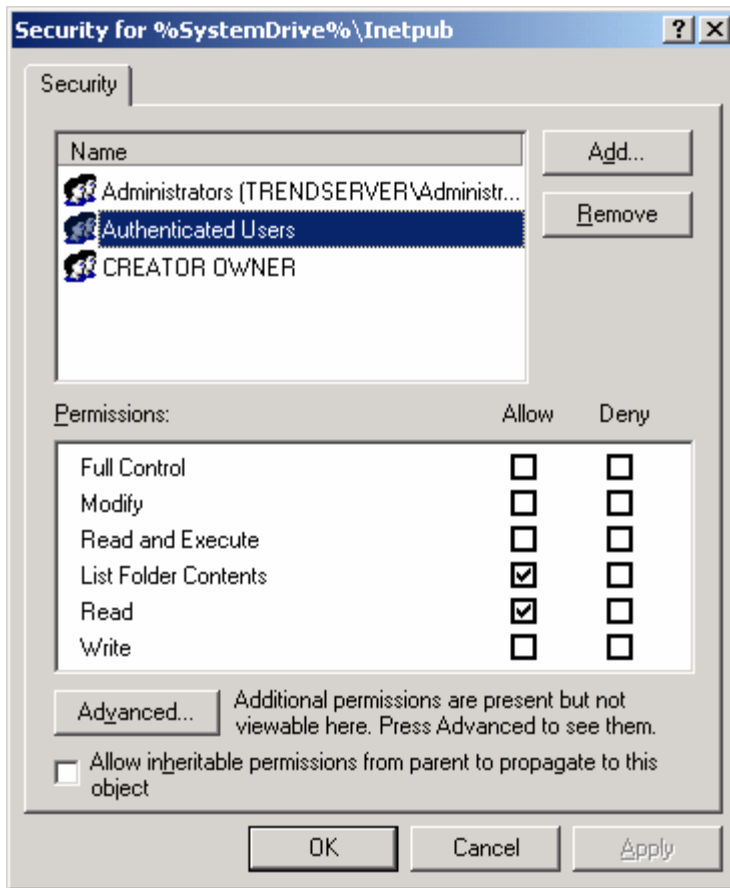 Security for %SystemDrive%\Inetpub
Security
Name
Add...
Administrators (TRENDSERVER\Administr...
Remove
Authenticated Users
CREATOR OWNER
Permissions: Allow Deny
Full Control
Modify
Read and Execute
List Folder Contents
Read
Write
Advanced...
Additional permissions are present but not
viewable here. Press Advanced to see them.
Allow inheritable permissions from parent to propagate to this
object
OK Cancel Apply